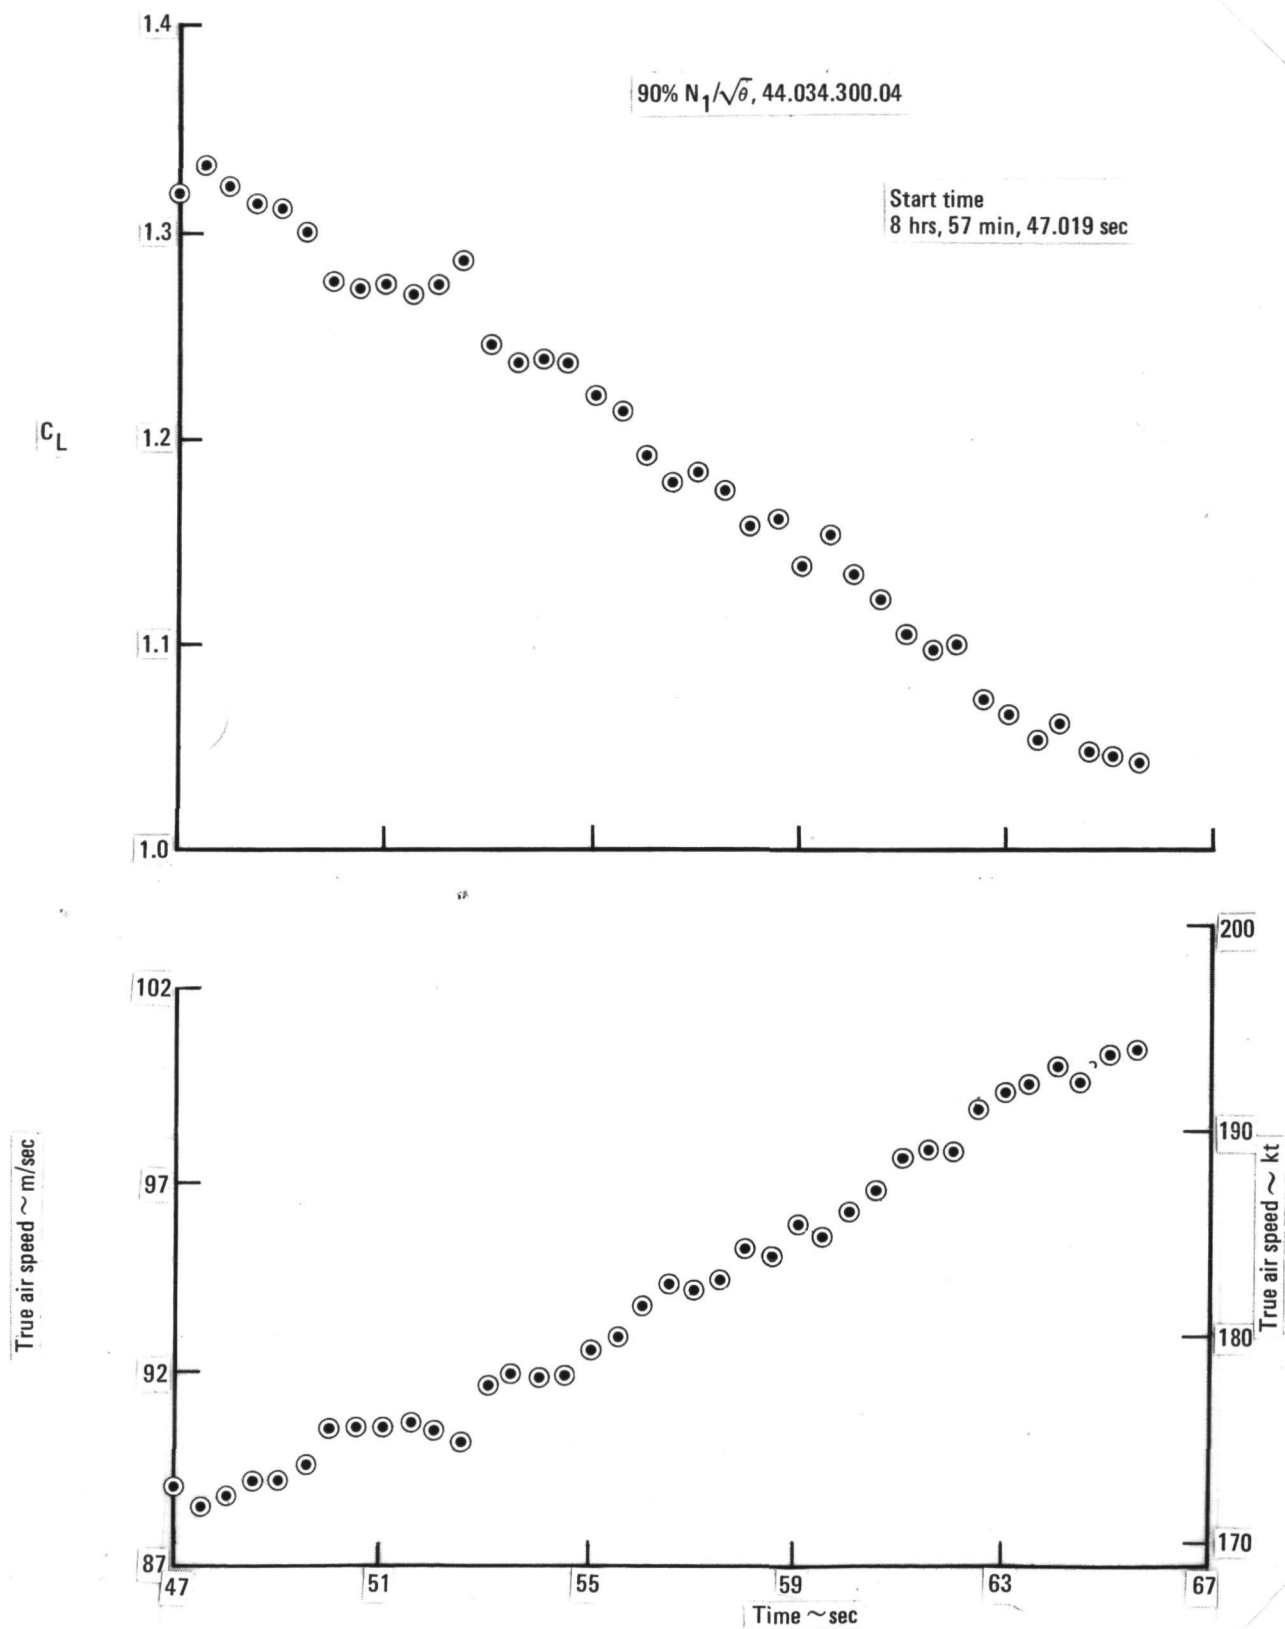 1.4
90% N1/√θ, 44.034.300.04
Start time
8 hrs, 57 min, 47.019 sec
1.3
CL
1.2
1.1
1.0
200
102
190
97
True air speed ~ m/sec
True air speed ~ kt
180
92
170
87
47 51 55 59 63 67
Time ~ sec